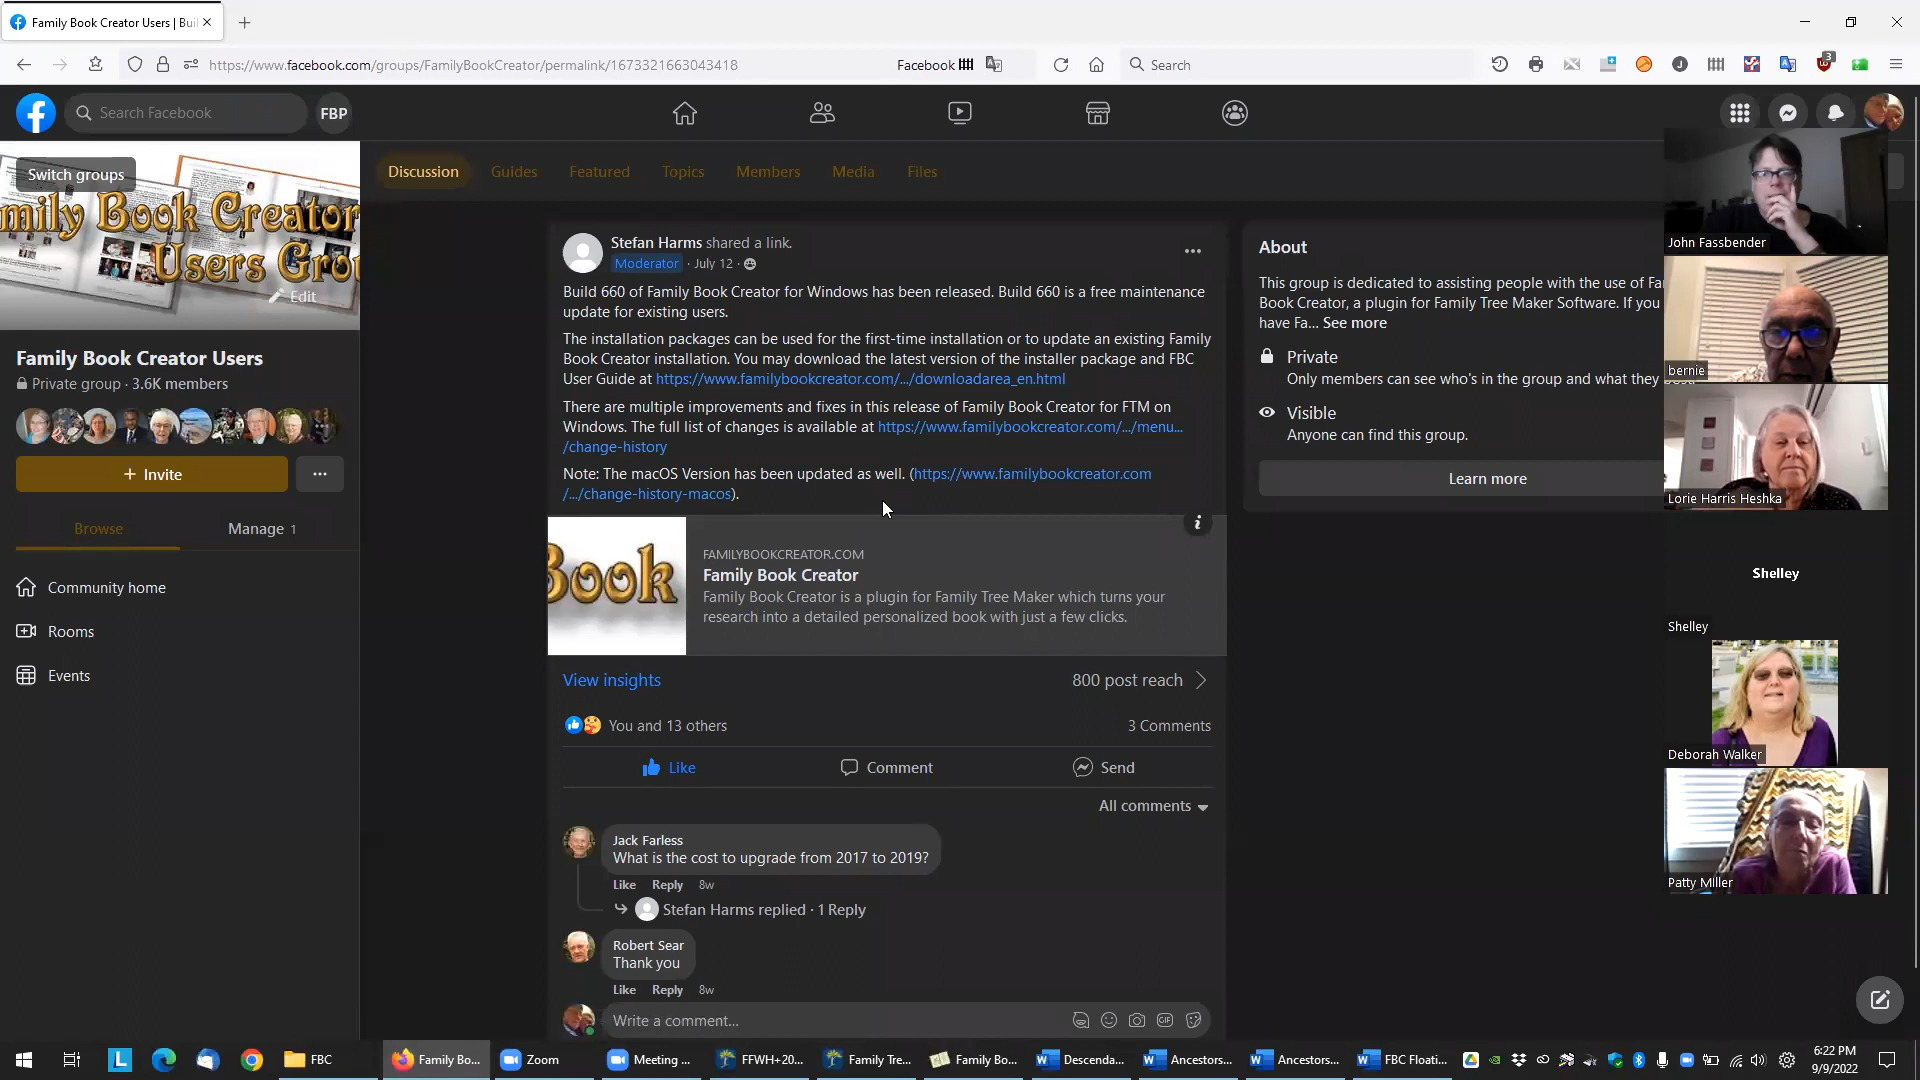 Family Book Creator Users | Buil
https://www.facebook.com/groups/FamilyBookCreator/permalink/1673321663043418
Facebook
Search
3
Search Facebook
FBP
Switch groups
mily Book Creator
Users Gro
Edit
Family Book Creator Users
Private group · 3.6K members
+ Invite
Browse
Manage 1
Community home
Rooms
Events
Discussion
Guides
Featured
Topics
Members
Media
Files
Stefan Harms shared a link.
Moderator · July 12 ·
Build 660 of Family Book Creator for Windows has been released. Build 660 is a free maintenance
update for existing users.
The installation packages can be used for the first-time installation or to update an existing Family
Book Creator installation. You may download the latest version of the installer package and FBC
User Guide at https://www.familybookcreator.com/.../downloadarea_en.html
There are multiple improvements and fixes in this release of Family Book Creator for FTM on
Windows. The full list of changes is available at https://www.familybookcreator.com/.../menu...
/change-history
Note: The macOS Version has been updated as well. (https://www.familybookcreator.com
/.../change-history-macos).
Book
FAMILYBOOKCREATOR.COM
Family Book Creator
Family Book Creator is a plugin for Family Tree Maker which turns your
research into a detailed personalized book with just a few clicks.
View insights
800 post reach
You and 13 others
3 Comments
Like
Comment
Send
All comments
Jack Farless
What is the cost to upgrade from 2017 to 2019?
Like Reply 8w
Stefan Harms replied · 1 Reply
Robert Sear
Thank you
Like Reply 8w
Write a comment...
GIF
About
This group is dedicated to assisting people with the use of Fa
Book Creator, a plugin for Family Tree Maker Software. If you
have Fa... See more
Private
Only members can see who's in the group and what they post.
Visible
Anyone can find this group.
Learn more
John Fassbender
bernie
Lorie Harris Heshka
Shelley
Shelley
Deborah Walker
Patty Miller
L
FBC
Family Bo...
Zoom
Meeting ...
FFWH+20...
Family Tre...
Family Bo...
Descenda...
Ancestors...
Ancestors...
FBC Floati...
6:22 PM
9/9/2022